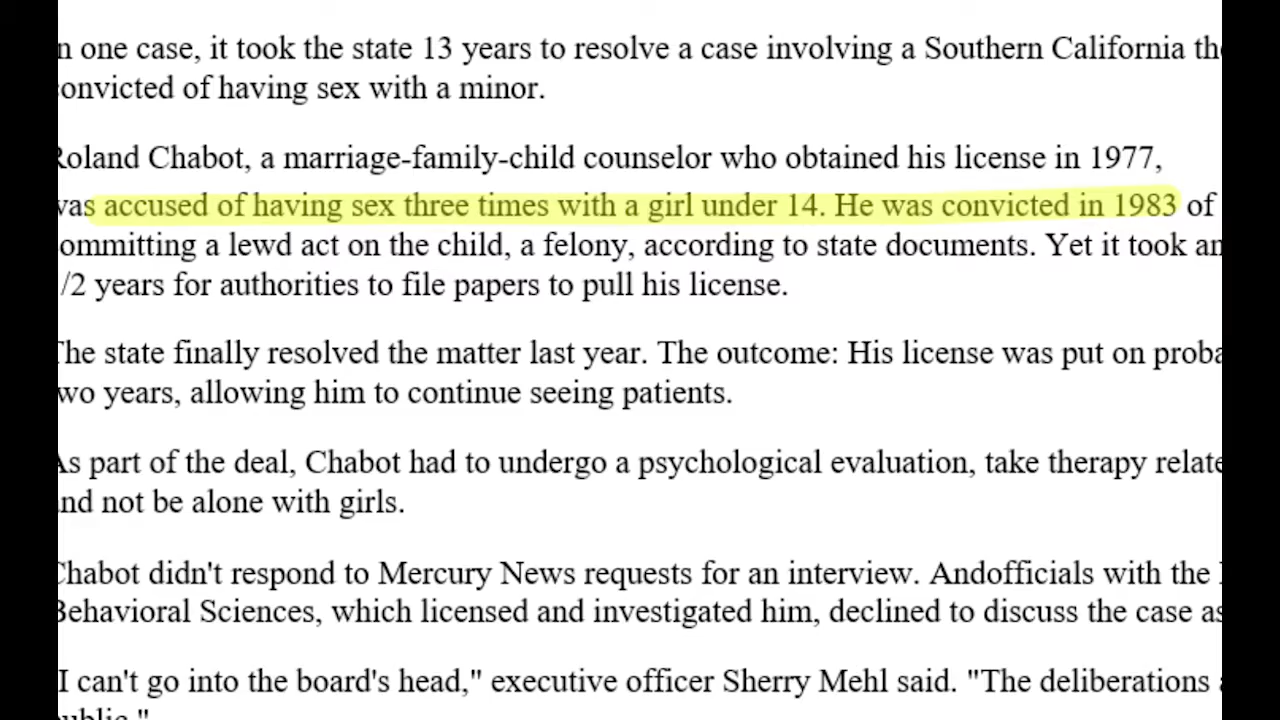 n one case, it took the state 13 years to resolve a case involving a Southern California th
onvicted of having sex with a minor.
Roland Chabot, a marriage-family-child counselor who obtained his license in 1977,
was accused of having sex three times with a girl under 14. He was convicted in 1983 of
ommitting a lewd act on the child, a felony, according to state documents. Yet it took an
/2 years for authorities to file papers to pull his license.
The state finally resolved the matter last year. The outcome: His license was put on proba
wo years, allowing him to continue seeing patients.
As part of the deal, Chabot had to undergo a psychological evaluation, take therapy relate
and not be alone with girls.
Chabot didn't respond to Mercury News requests for an interview. Andofficials with the
Behavioral Sciences, which licensed and investigated him, declined to discuss the case as
I can't go into the board's head," executive officer Sherry Mehl said. "The deliberations
ublic."